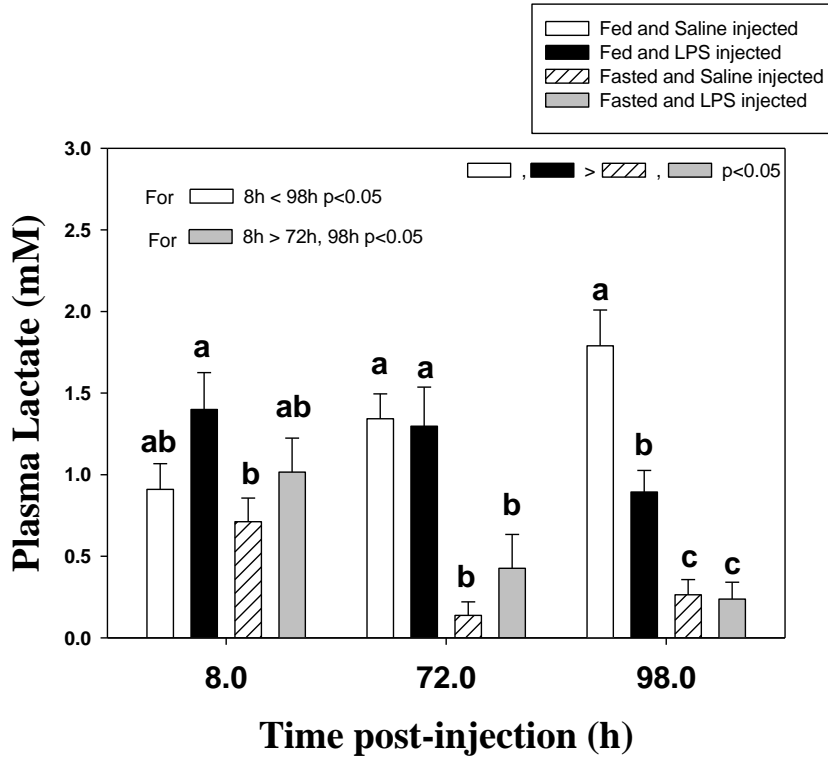 Fed and Saline injected
Fed and LPS injected
Fasted and Saline injected
Fasted and LPS injected
3.0
, > , p<0.05
For 8h < 98h p<0.05
2.5
For 8h > 72h, 98h p<0.05
2.0
a
a
a a
1.5
ab
ab
b
1.0
b
b
0.5
b
c c
0.0
8.0 72.0 98.0
Plasma Lactate (mM)
Time post-injection (h)